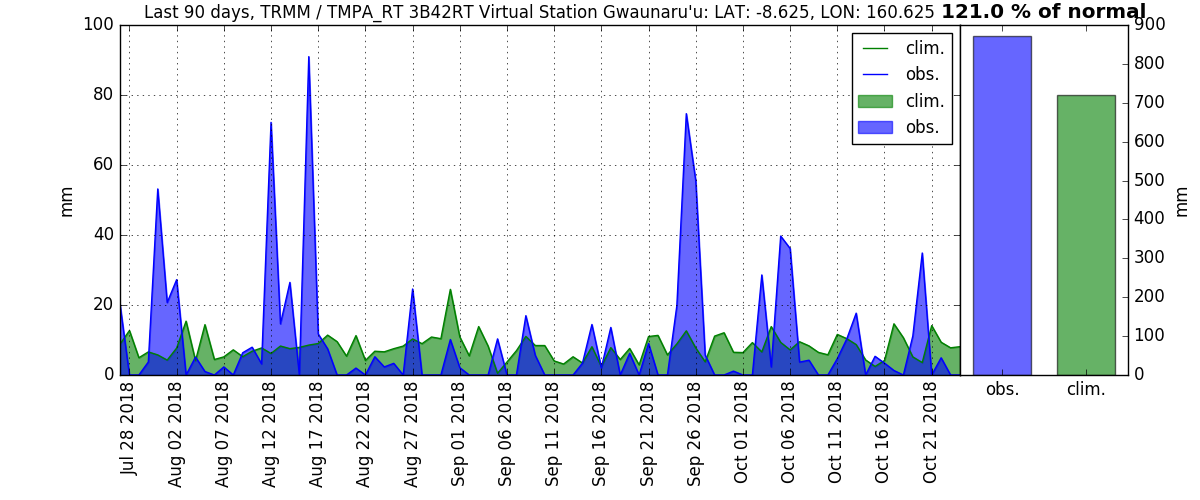 Last 90 days, TRMM / TMPA_RT 3B42RT Virtual Station Gwaunaru'u: LAT: -8.625, LON: 160.625 121.0 % of normal
100
80
60
40
20
0
mm
clim.
obs.
clim.
obs.
900
800
700
600
500
400
300
200
100
0
mm
Jul 28 2018
Aug 02 2018
Aug 07 2018
Aug 12 2018
Aug 17 2018
Aug 22 2018
Aug 27 2018
Sep 01 2018
Sep 06 2018
Sep 11 2018
Sep 16 2018
Sep 21 2018
Sep 26 2018
Oct 01 2018
Oct 06 2018
Oct 11 2018
Oct 16 2018
Oct 21 2018
obs.
clim.